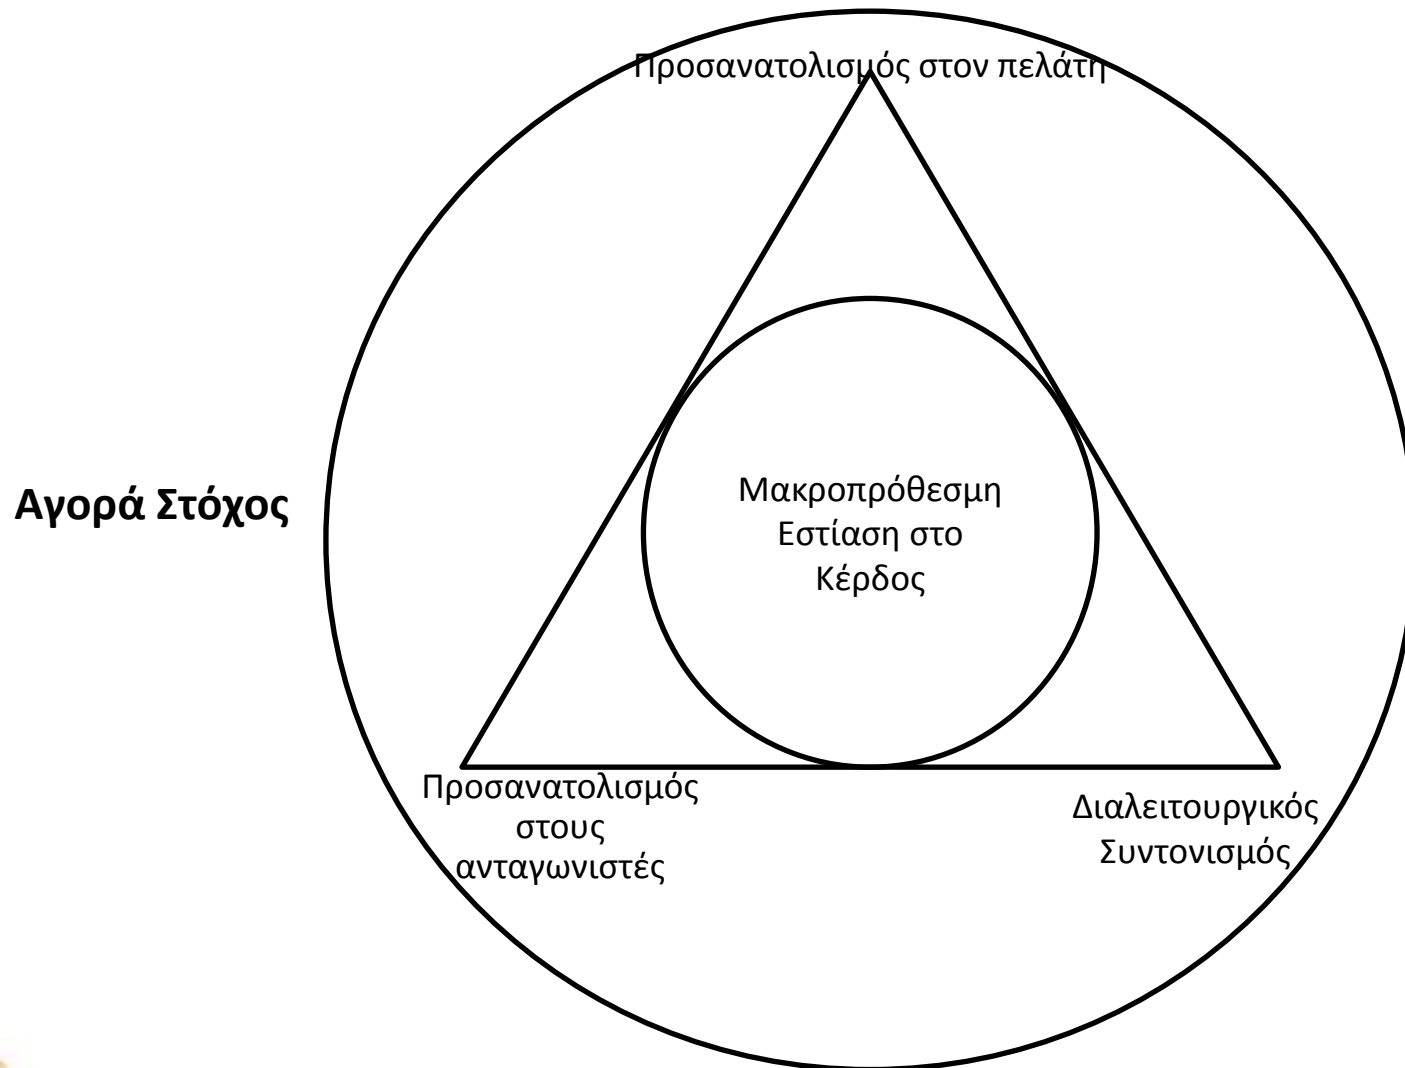 Προσανατολισμός στον πελάτη
Αγορά Στόχος
Μακροπρόθεσμη
Εστίαση στο
Κέρδος
Προσανατολισμός
στους
ανταγωνιστές
Διαλειτουργικός
Συντονισμός